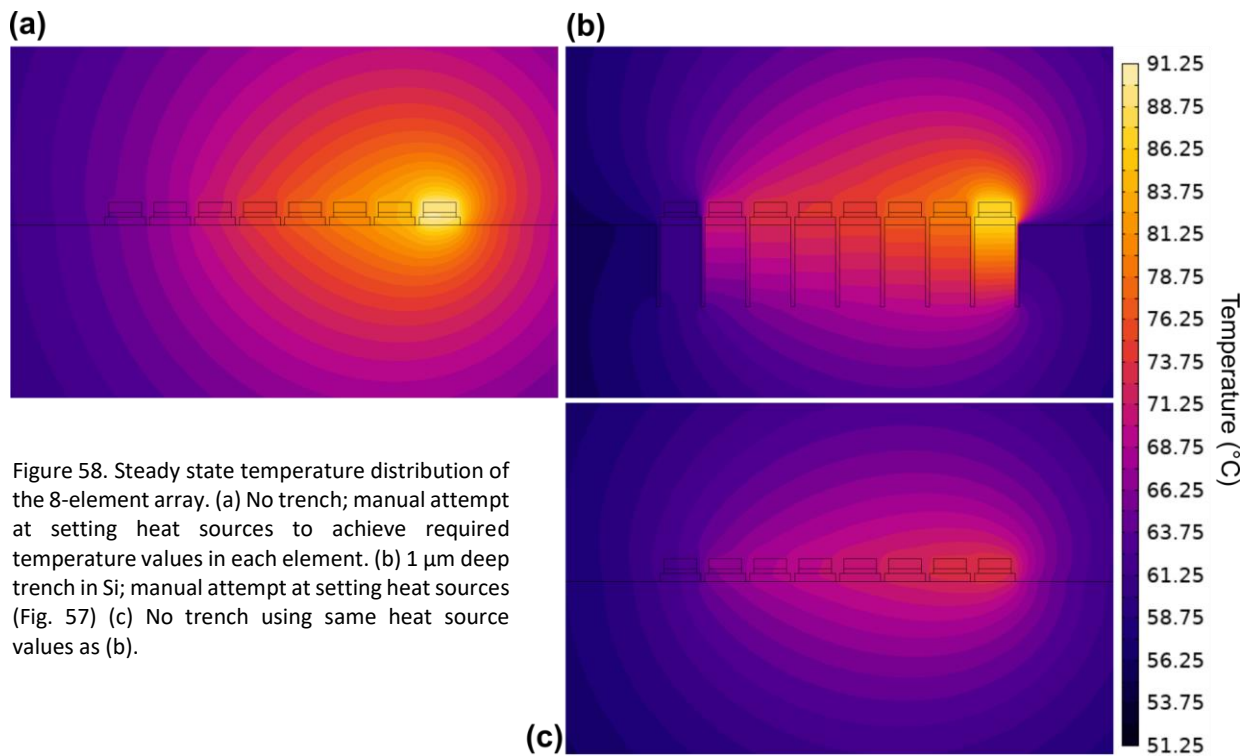 (a)
(b)
91.25
88.75
86.25
83.75
81.25
78.75
76.25
73.75
71.25
68.75
66.25
63.75
61.25
58.75
56.25
53.75
51.25
Temperature (°C)
Figure 58. Steady state temperature distribution of
the 8-element array. (a) No trench; manual attempt
at setting heat sources to achieve required
temperature values in each element. (b) 1 μm deep
trench in Si; manual attempt at setting heat sources
(Fig. 57) (c) No trench using same heat source
values as (b).
(c)